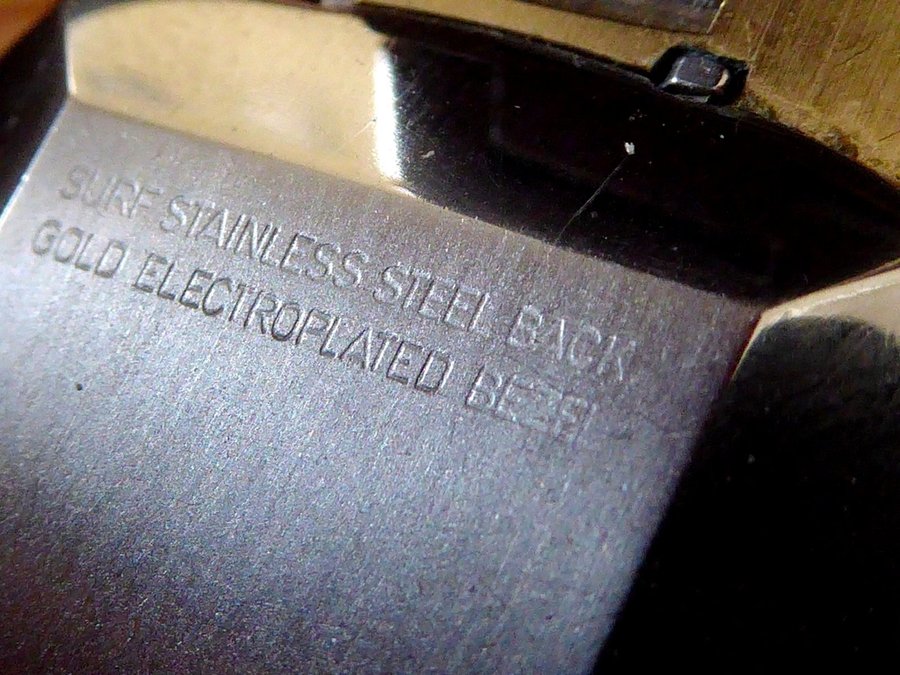 SURF STAINLESS STEEL BACK
GOLD ELECTROPLATED BEZEL